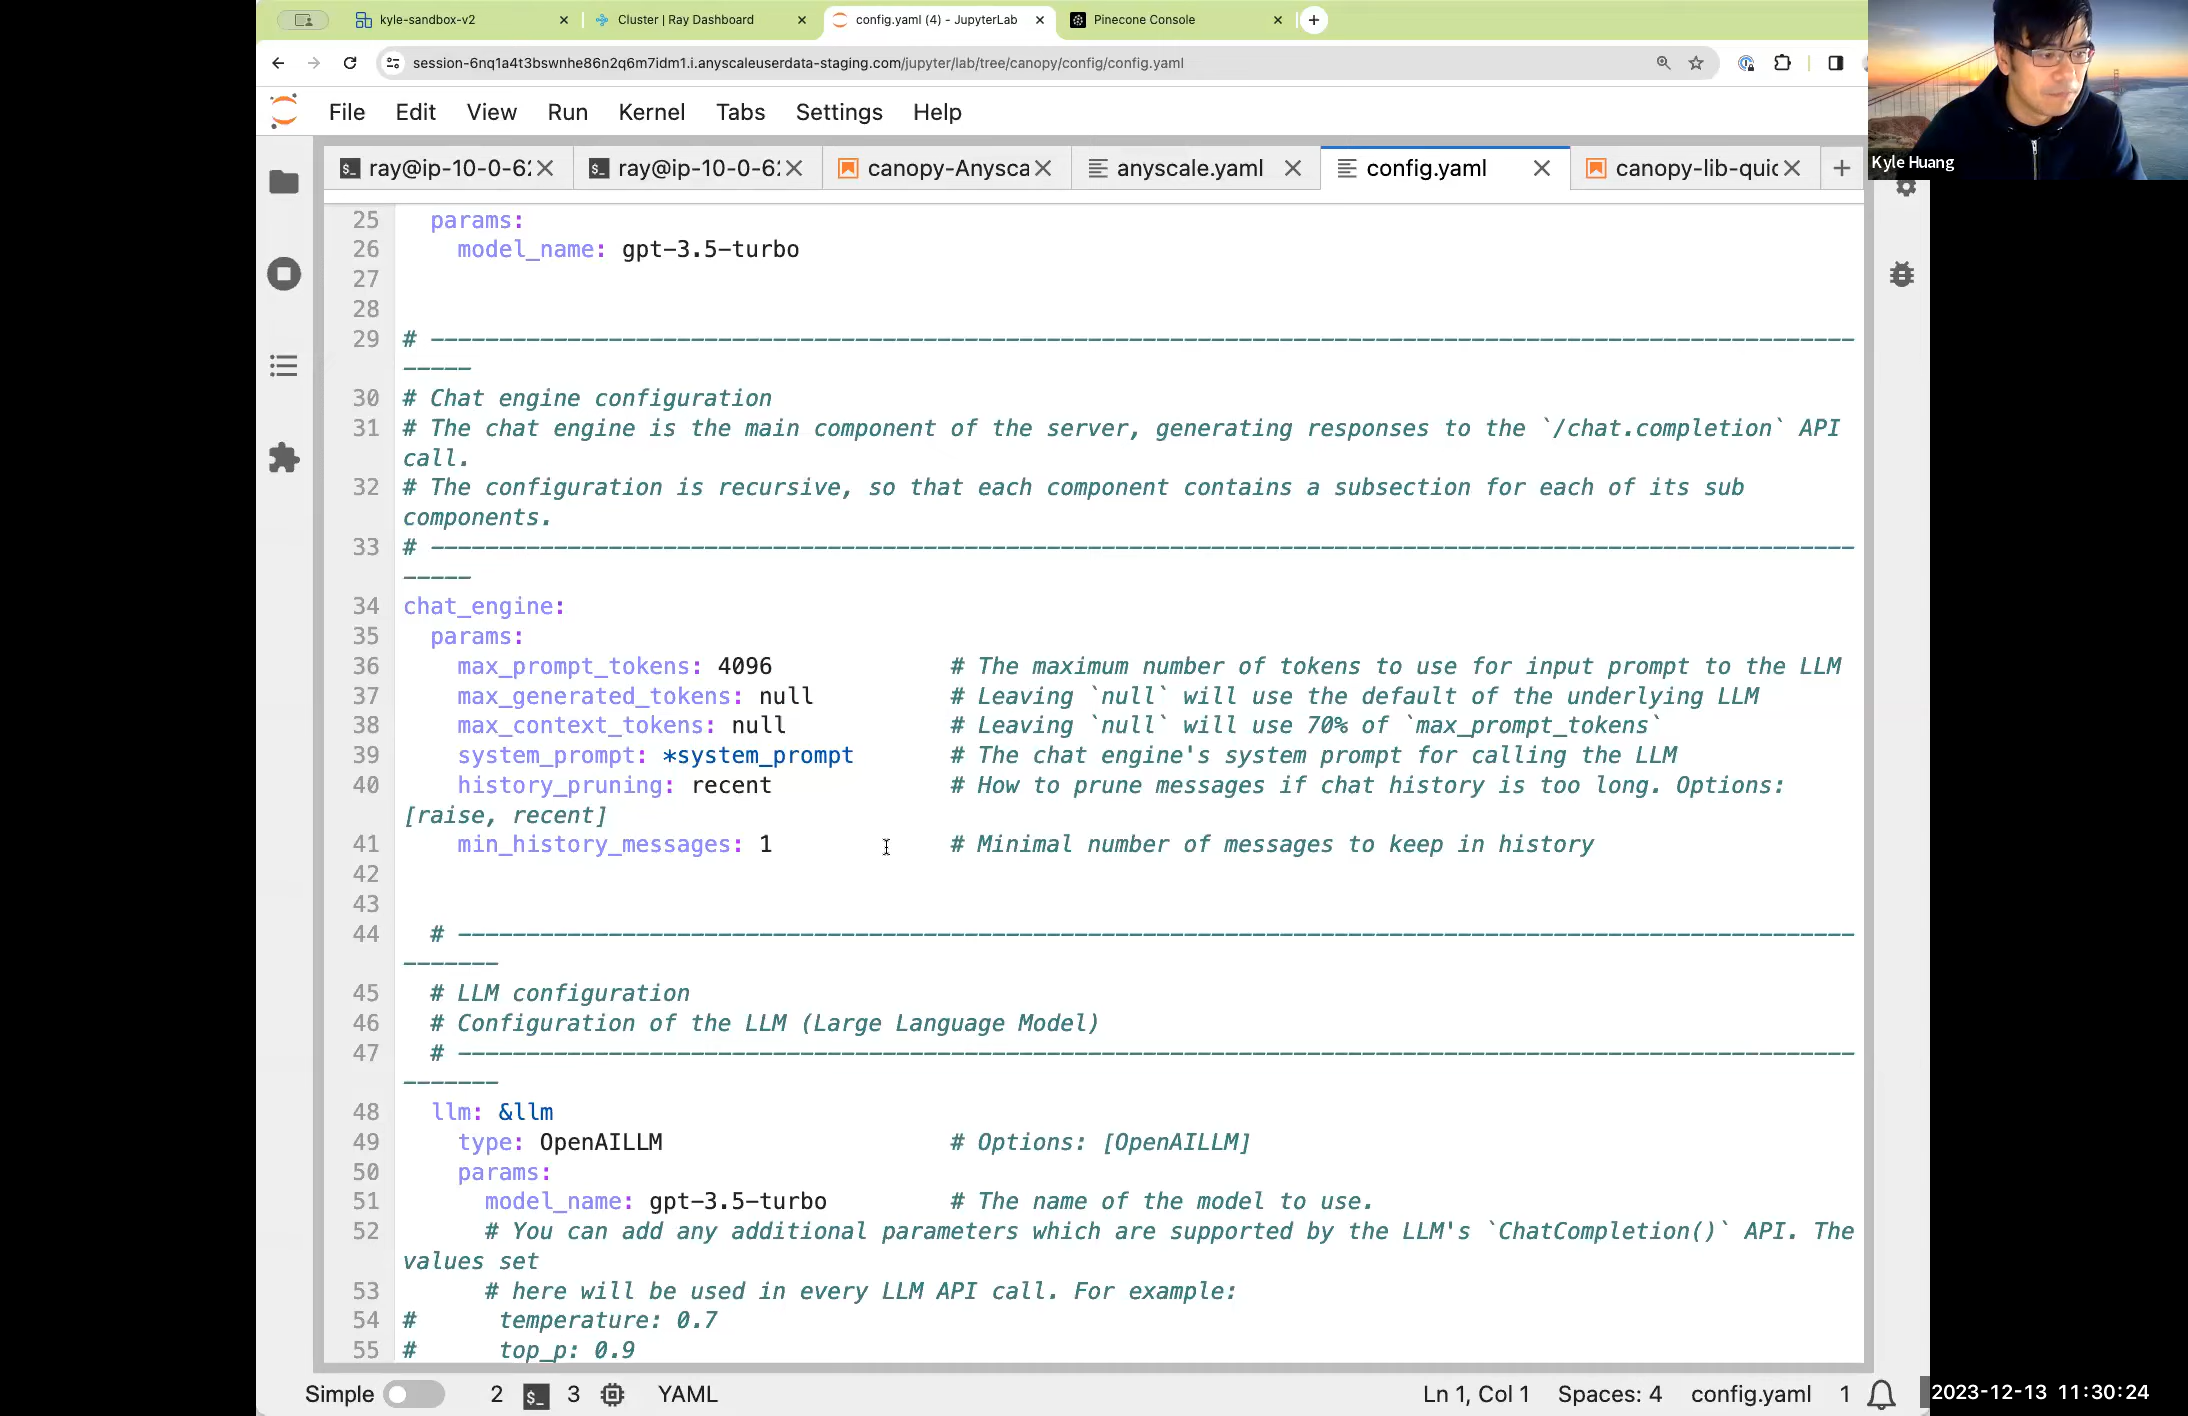 kyle-sandbox-v2
Cluster | Ray Dashboard
config.yaml (4) - JupyterLab
Pinecone Console
session-6nq1a4t3bswnhe86n2q6m7idm1.i.anyscaleuserdata-staging.com/jupyter/lab/tree/canopy/config/config.yaml
Kyle Huang
File Edit View Run Kernel Tabs Settings Help
ray@ip-10-0-6
ray@ip-10-0-6
canopy-Anysca
anyscale.yaml
config.yaml
canopy-lib-quic
25 params:
26 model_name: gpt-3.5-turbo
27
28
29 # --------------------------------------------------------------------------------------------------------
-----
30 # Chat engine configuration
31 # The chat engine is the main component of the server, generating responses to the `/chat.completion` API
call.
32 # The configuration is recursive, so that each component contains a subsection for each of its sub
components.
33 # --------------------------------------------------------------------------------------------------------
-----
34 chat_engine:
35 params:
36 max_prompt_tokens: 4096 # The maximum number of tokens to use for input prompt to the LLM
37 max_generated_tokens: null # Leaving `null` will use the default of the underlying LLM
38 max_context_tokens: null # Leaving `null` will use 70% of `max_prompt_tokens`
39 system_prompt: *system_prompt # The chat engine's system prompt for calling the LLM
40 history_pruning: recent # How to prune messages if chat history is too long. Options:
[raise, recent]
41 min_history_messages: 1 # Minimal number of messages to keep in history
42
43
44 # ------------------------------------------------------------------------------------------------------
-------
45 # LLM configuration
46 # Configuration of the LLM (Large Language Model)
47 # ------------------------------------------------------------------------------------------------------
-------
48 llm: &llm
49 type: OpenAILLM # Options: [OpenAILLM]
50 params:
51 model_name: gpt-3.5-turbo # The name of the model to use.
52 # You can add any additional parameters which are supported by the LLM's `ChatCompletion()` API. The
values set
53 # here will be used in every LLM API call. For example:
54 # temperature: 0.7
55 # top_p: 0.9
Simple 2 $_ 3 YAML Ln 1, Col 1 Spaces: 4 config.yaml 1
2023-12-13 11:30:24